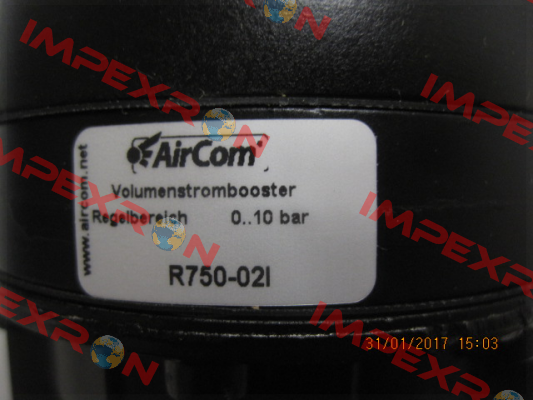 IMPEXRON
IMPEXRON
AirCom
Volumenstrombooster
Regelbereich 0..10 bar
R750-02I
www.aircom.net
IMPEXRON
IMPEXRON
IMPEXRON
31/01/2017 15:03